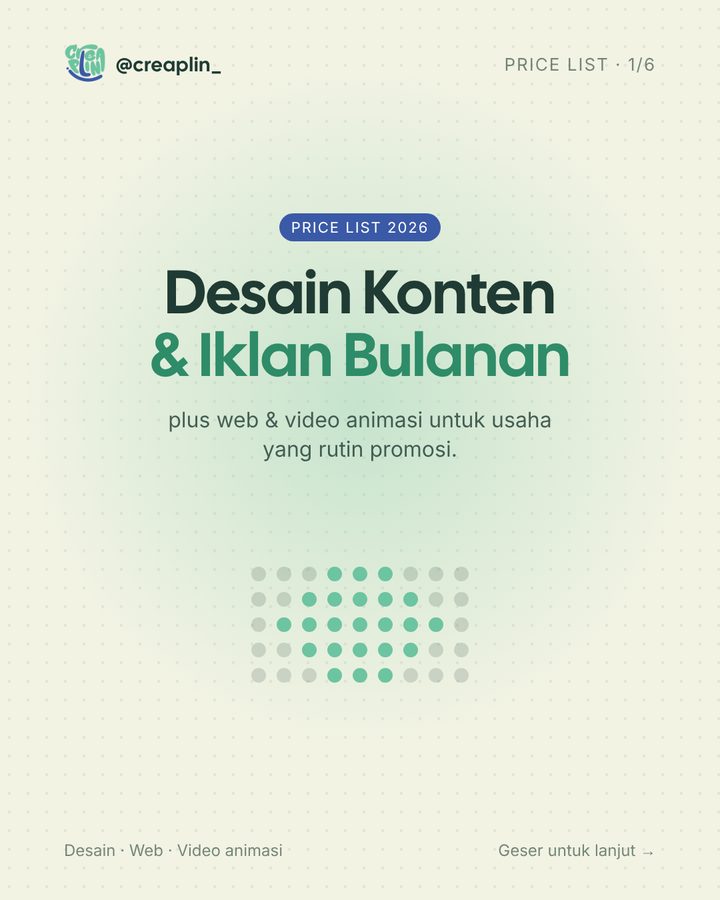 CREAPLIN
@creaplin_
PRICE LIST · 1/6
PRICE LIST 2026
Desain Konten
& Iklan Bulanan
plus web & video animasi untuk usaha
yang rutin promosi.
Desain · Web · Video animasi
Geser untuk lanjut →